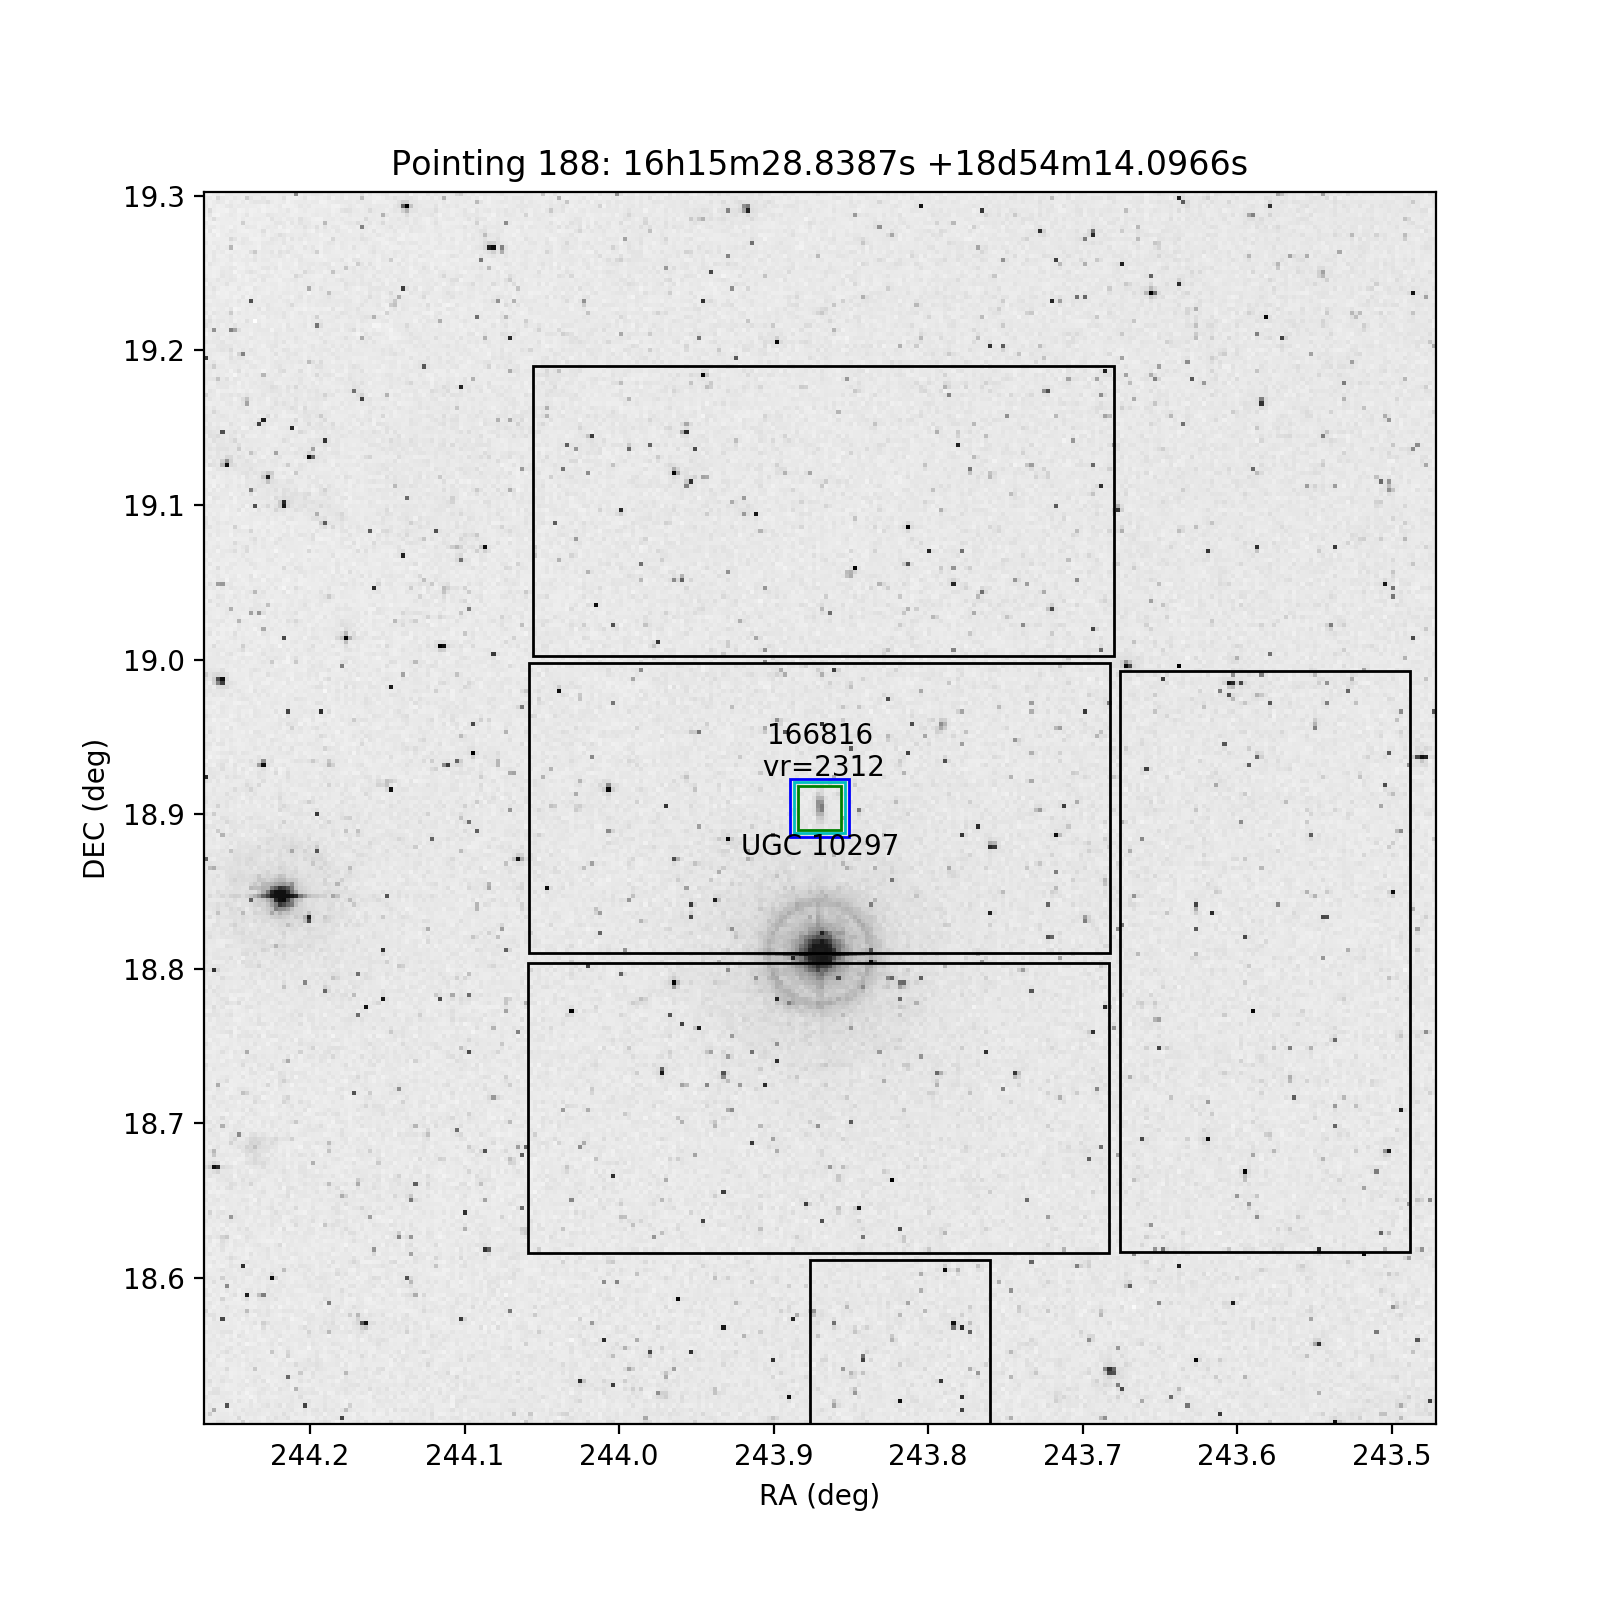 Pointing 188: 16h15m28.8387s +18d54m14.0966s
19.3
19.2
19.1
19.0
18.9
18.8
18.7
18.6
DEC (deg)
166816
vr=2312
UGC 10297
244.2 244.1 244.0 243.9 243.8 243.7 243.6 243.5
RA (deg)